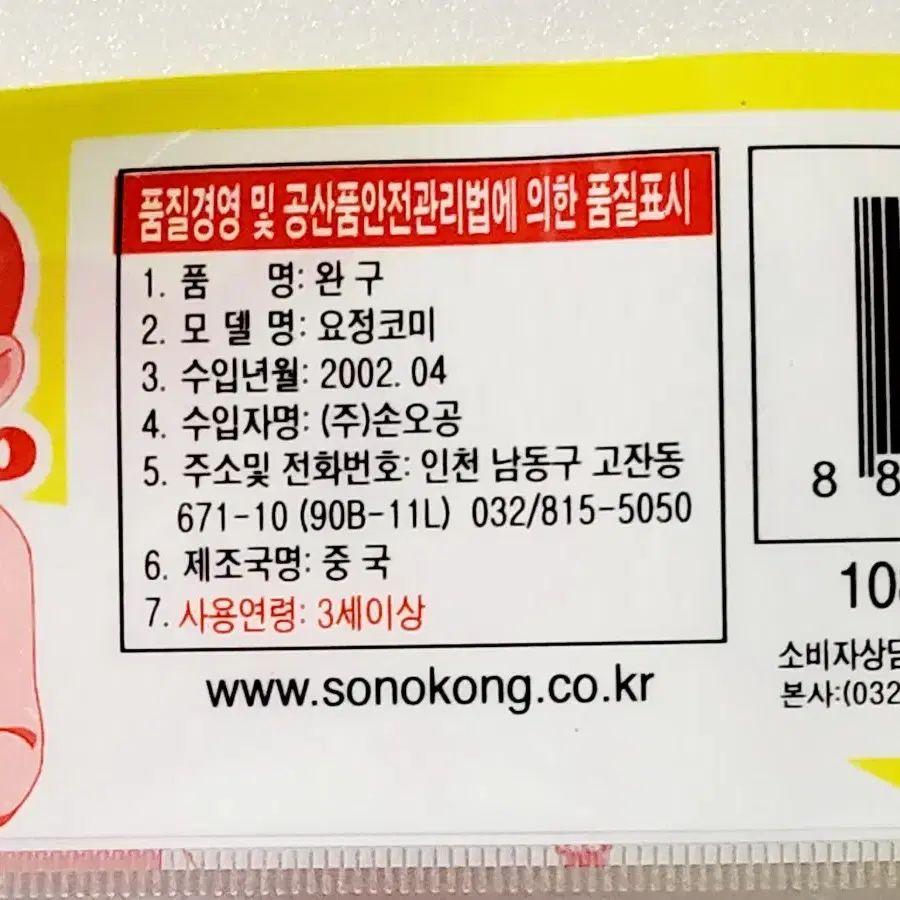 품질경영 및 공산품안전관리법에 의한 품질표시
1. 품 명: 완 구
2. 모 델 명: 요정코미
3. 수입년월: 2002. 04
4. 수입자명: (주)손오공
5. 주소및 전화번호: 인천 남동구 고잔동
671-10 (90B-11L) 032/815-5050
6. 제조국명: 중 국
7. 사용연령: 3세이상
www.sonokong.co.kr
8 8
10
소비자상담
본사:(032